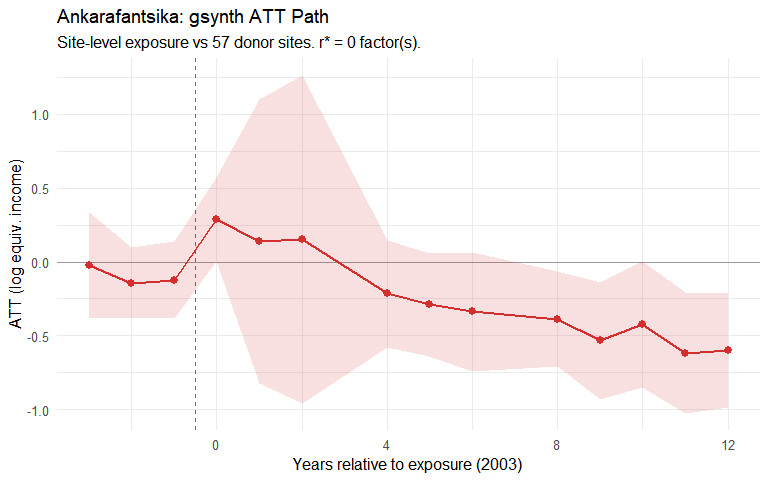 Ankarafantsika: gsynth ATT Path
Site-level exposure vs 57 donor sites. r* = 0 factor(s).
ATT (log equiv. income)
1.0
0.5
0.0
-0.5
-1.0
0 4 8 12
Years relative to exposure (2003)